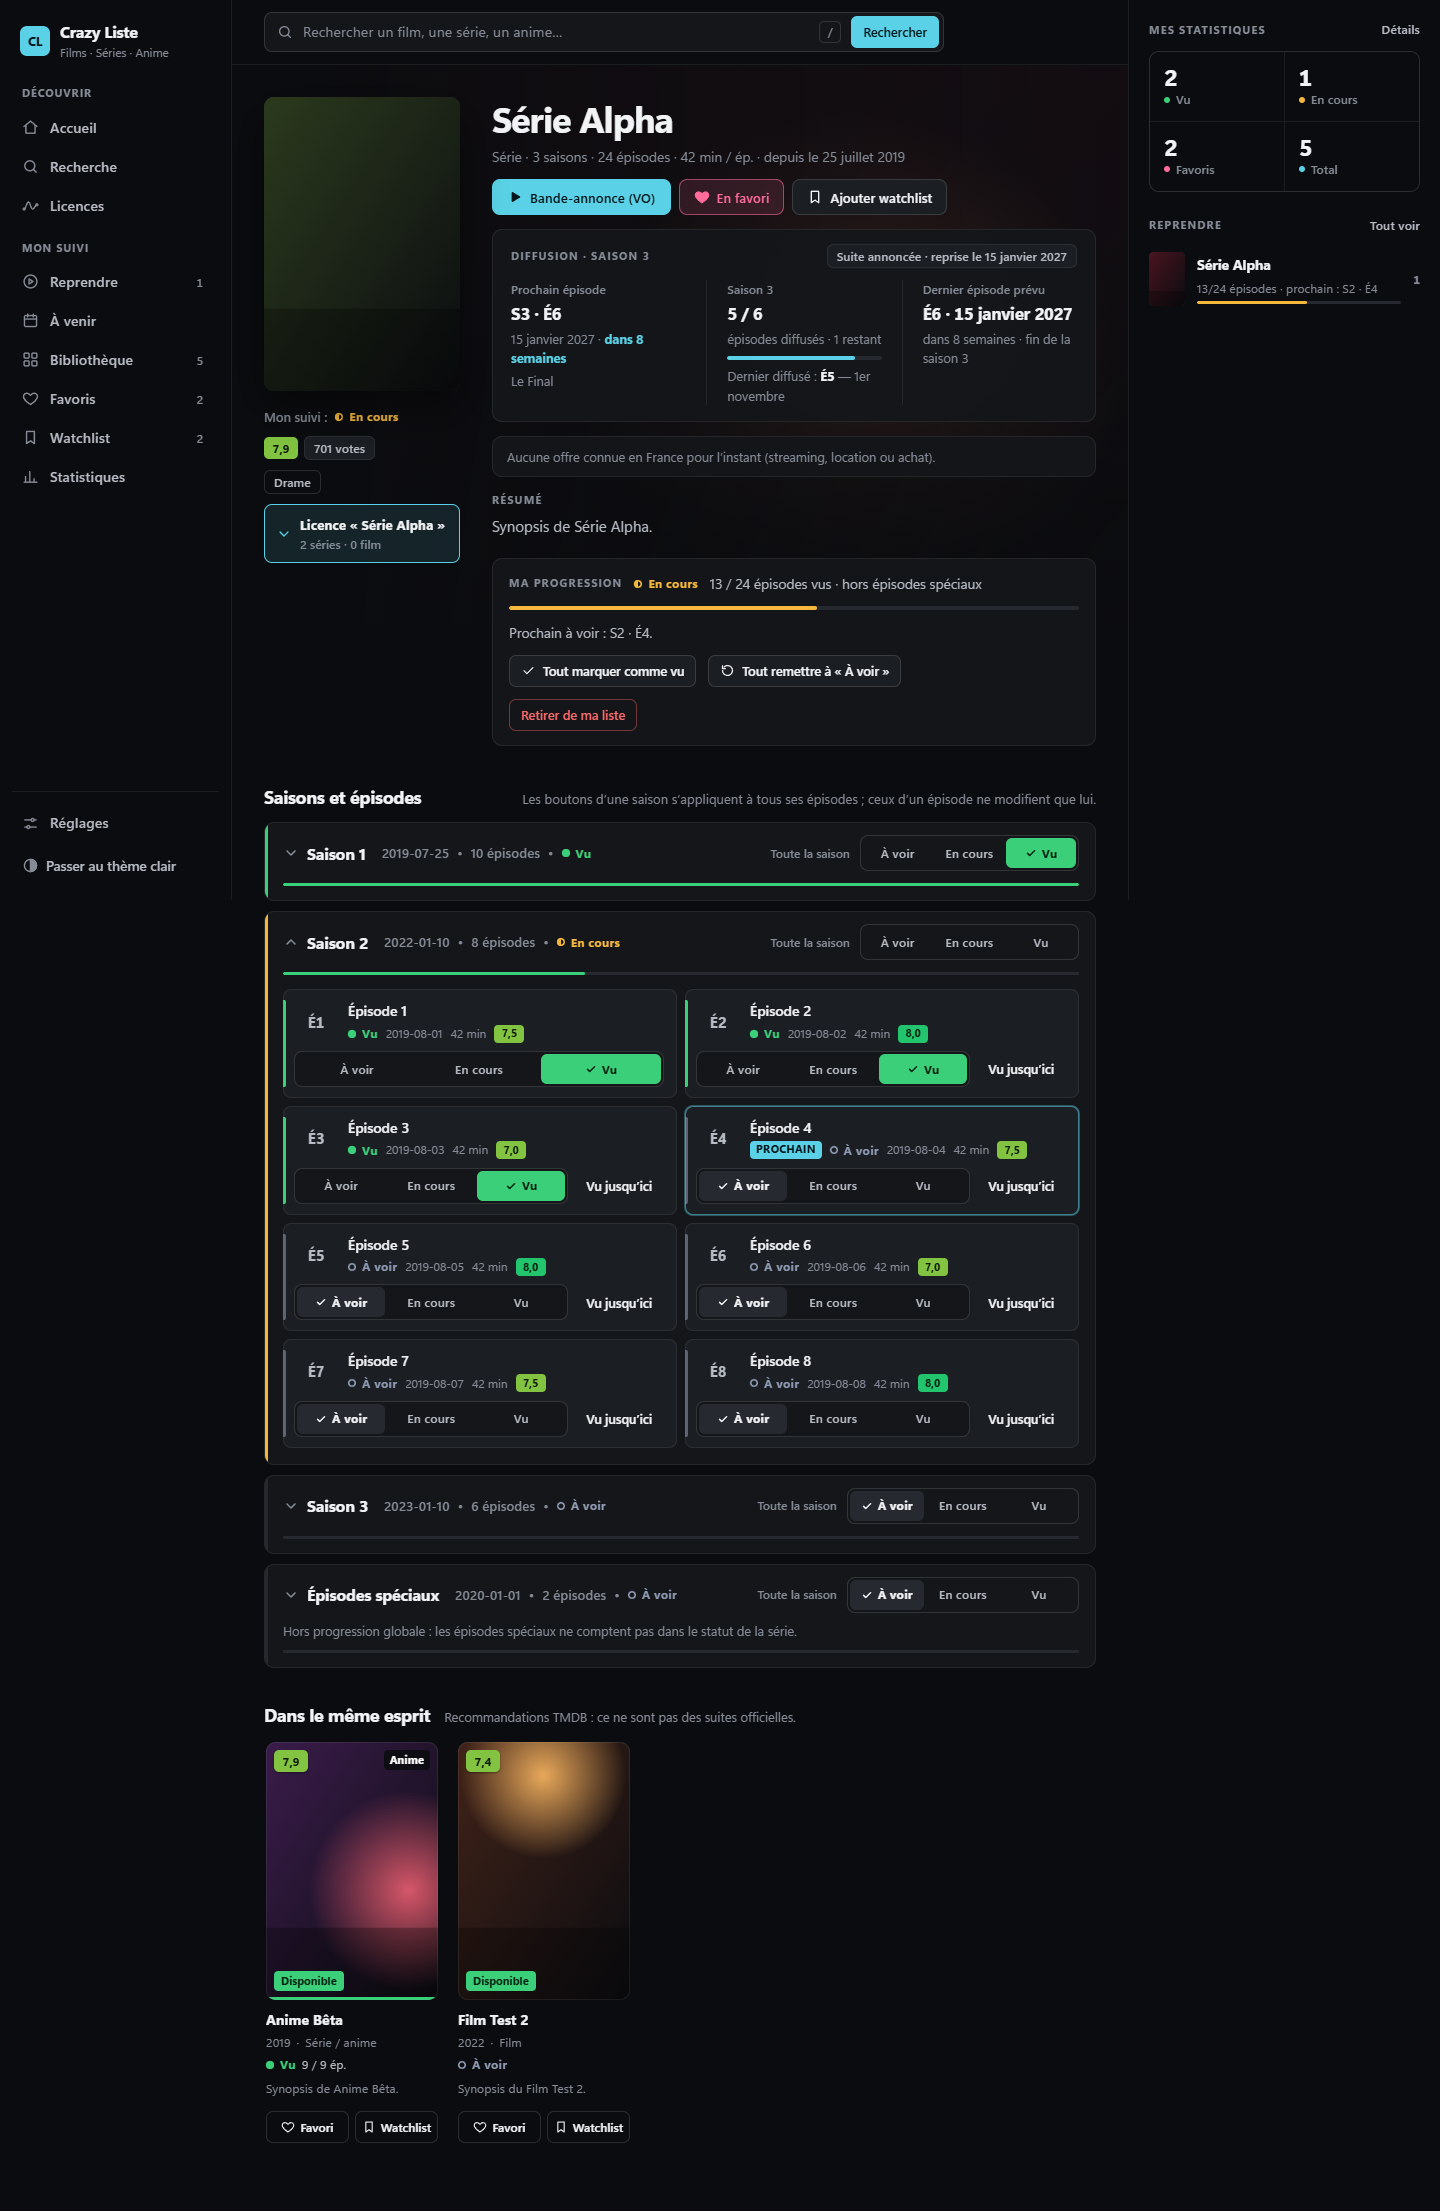 CL
Crazy Liste
Films · Séries · Anime
DÉCOUVRIR
Accueil
Recherche
Licences
MON SUIVI
Reprendre 1
À venir
Bibliothèque 5
Favoris 2
Watchlist 2
Statistiques
Réglages
Passer au thème clair
Rechercher un film, une série, un anime... / Rechercher
Série Alpha
Série · 3 saisons · 24 épisodes · 42 min / ép. · depuis le 25 juillet 2019
Bande-annonce (VO) En favori Ajouter watchlist
Mon suivi : En cours
7,9 701 votes
Drame
Licence « Série Alpha »
2 séries · 0 film
DIFFUSION · SAISON 3 Suite annoncée · reprise le 15 janvier 2027
Prochain épisode
S3 · É6
15 janvier 2027 · dans 8
semaines
Le Final
Saison 3
5 / 6
épisodes diffusés · 1 restant
Dernier diffusé : É5 — 1er
novembre
Dernier épisode prévu
É6 · 15 janvier 2027
dans 8 semaines · fin de la
saison 3
Aucune offre connue en France pour l’instant (streaming, location ou achat).
RÉSUMÉ
Synopsis de Série Alpha.
MA PROGRESSION En cours 13 / 24 épisodes vus · hors épisodes spéciaux
Prochain à voir : S2 · É4.
Tout marquer comme vu Tout remettre à « À voir »
Retirer de ma liste
Saisons et épisodes Les boutons d’une saison s’appliquent à tous ses épisodes ; ceux d’un épisode ne modifient que lui.
Saison 1 2019-07-25 • 10 épisodes • Vu Toute la saison À voir En cours Vu
Saison 2 2022-01-10 • 8 épisodes • En cours Toute la saison À voir En cours Vu
É1 Épisode 1
Vu 2019-08-01 42 min 7,5
À voir En cours Vu
É2 Épisode 2
Vu 2019-08-02 42 min 8,0
À voir En cours Vu Vu jusqu’ici
É3 Épisode 3
Vu 2019-08-03 42 min 7,0
À voir En cours Vu Vu jusqu’ici
É4 Épisode 4
PROCHAIN À voir 2019-08-04 42 min 7,5
À voir En cours Vu Vu jusqu’ici
É5 Épisode 5
À voir 2019-08-05 42 min 8,0
À voir En cours Vu Vu jusqu’ici
É6 Épisode 6
À voir 2019-08-06 42 min 7,0
À voir En cours Vu Vu jusqu’ici
É7 Épisode 7
À voir 2019-08-07 42 min 7,5
À voir En cours Vu Vu jusqu’ici
É8 Épisode 8
À voir 2019-08-08 42 min 8,0
À voir En cours Vu Vu jusqu’ici
Saison 3 2023-01-10 • 6 épisodes • À voir Toute la saison À voir En cours Vu
Épisodes spéciaux 2020-01-01 • 2 épisodes • À voir Toute la saison À voir En cours Vu
Hors progression globale : les épisodes spéciaux ne comptent pas dans le statut de la série.
Dans le même esprit Recommandations TMDB : ce ne sont pas des suites officielles.
7,9 Anime
Disponible
Anime Bêta
2019 · Série / anime
Vu 9 / 9 ép.
Synopsis de Anime Bêta.
Favori Watchlist
7,4
Disponible
Film Test 2
2022 · Film
À voir
Synopsis du Film Test 2.
Favori Watchlist
MES STATISTIQUES Détails
2
Vu
1
En cours
2
Favoris
5
Total
REPRENDRE Tout voir
Série Alpha
13/24 épisodes · prochain : S2 · É4
1